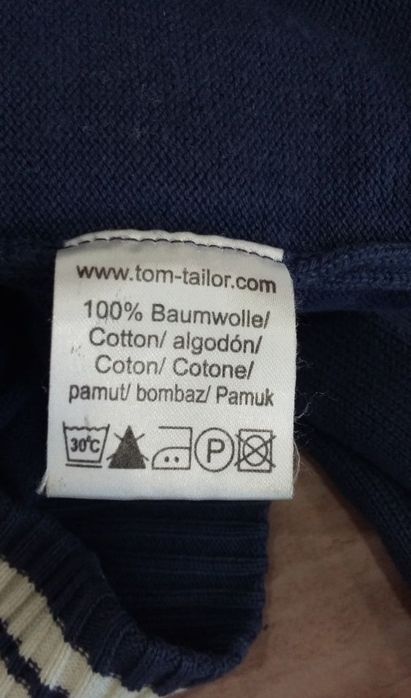 www.tom-tailor.com
100% Baumwolle/
Cotton/ algodón/
Coton/ Cotone/
pamut/ bombaz/ Pamuk
30°C P